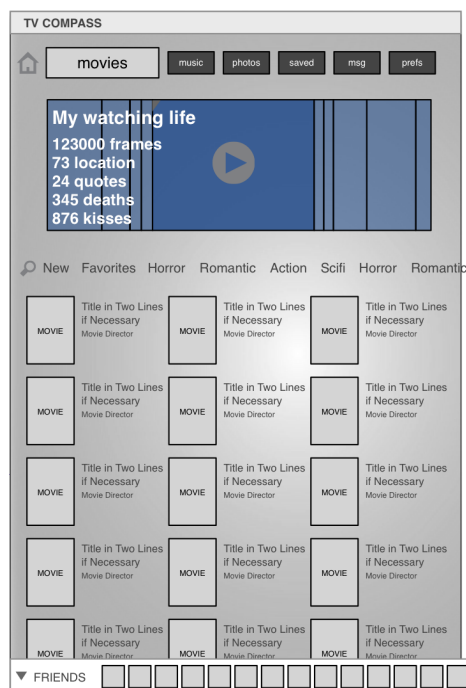 TV COMPASS
movies music photos saved msg prefs
My watching life
123000 frames
73 location
24 quotes
345 deaths
876 kisses
New Favorites Horror Romantic Action Scifi Horror Romantic
Title in Two Lines Title in Two Lines Title in Two Lines
if Necessary if Necessary if Necessary
MOVIE Movie Director MOVIE Movie Director MOVIE Movie Director
Title in Two Lines Title in Two Lines Title in Two Lines
if Necessary if Necessary if Necessary
MOVIE Movie Director MOVIE Movie Director MOVIE Movie Director
Title in Two Lines Title in Two Lines Title in Two Lines
if Necessary if Necessary if Necessary
MOVIE Movie Director MOVIE Movie Director MOVIE Movie Director
Title in Two Lines Title in Two Lines Title in Two Lines
if Necessary if Necessary if Necessary
MOVIE Movie Director MOVIE Movie Director MOVIE Movie Director
Title in Two Lines Title in Two Lines Title in Two Lines
if Necessary if Necessary if Necessary
MOVIE Movie Director MOVIE Movie Director MOVIE Movie Director
FRIENDS